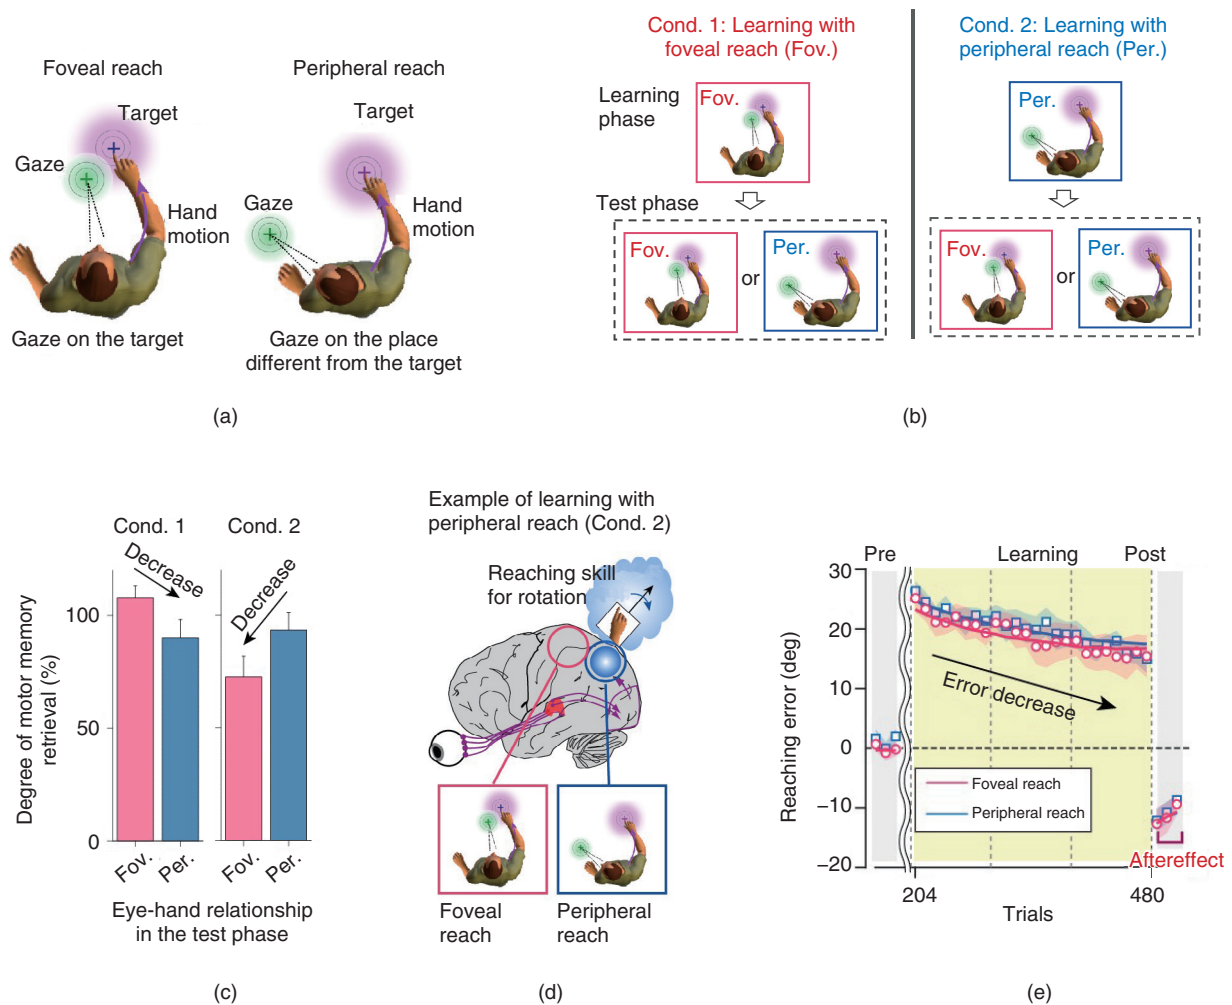 Foveal reach
Peripheral reach
Target
Target
Gaze
Gaze
Hand
motion
Hand
motion
Gaze on the target
Gaze on the place
different from the target
(a)
Cond. 1: Learning with
foveal reach (Fov.)
Cond. 2: Learning with
peripheral reach (Per.)
Learning
phase
Fov.
Per.
Test phase
Fov.
or
Per.
Fov.
or
Per.
(b)
Cond. 1
Cond. 2
Decrease
Decrease
Degree of motor memory
retrieval (%)
100
50
0
Fov.
Per.
Fov.
Per.
Eye-hand relationship
in the test phase
(c)
Example of learning with
peripheral reach (Cond. 2)
Reaching skill
for rotation
Foveal
reach
Peripheral
reach
(d)
Pre
Learning
Post
Reaching error (deg)
30
20
10
0
−10
−20
Error decrease
Foveal reach
Peripheral reach
Aftereffect
204
480
Trials
(e)